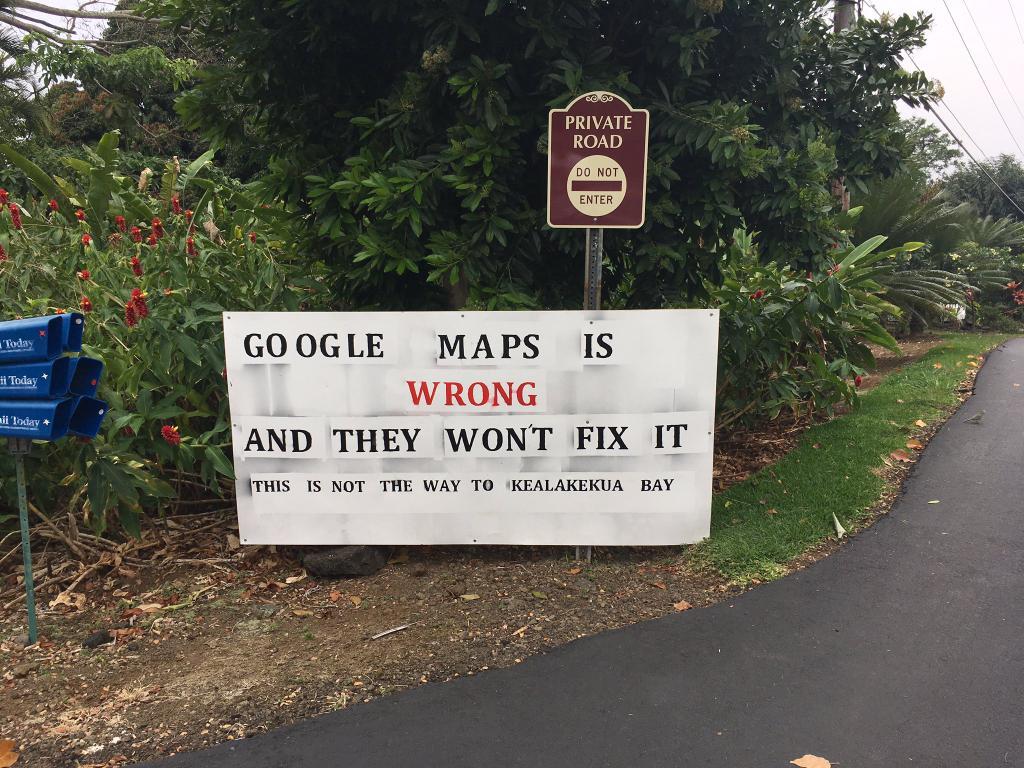 PRIVATE
ROAD
DO NOT
ENTER
GOOGLE MAPS IS
WRONG
AND THEY WON'T FIX IT
THIS IS NOT THE WAY TO KEALAKEKUA BAY
Today
Today
Today